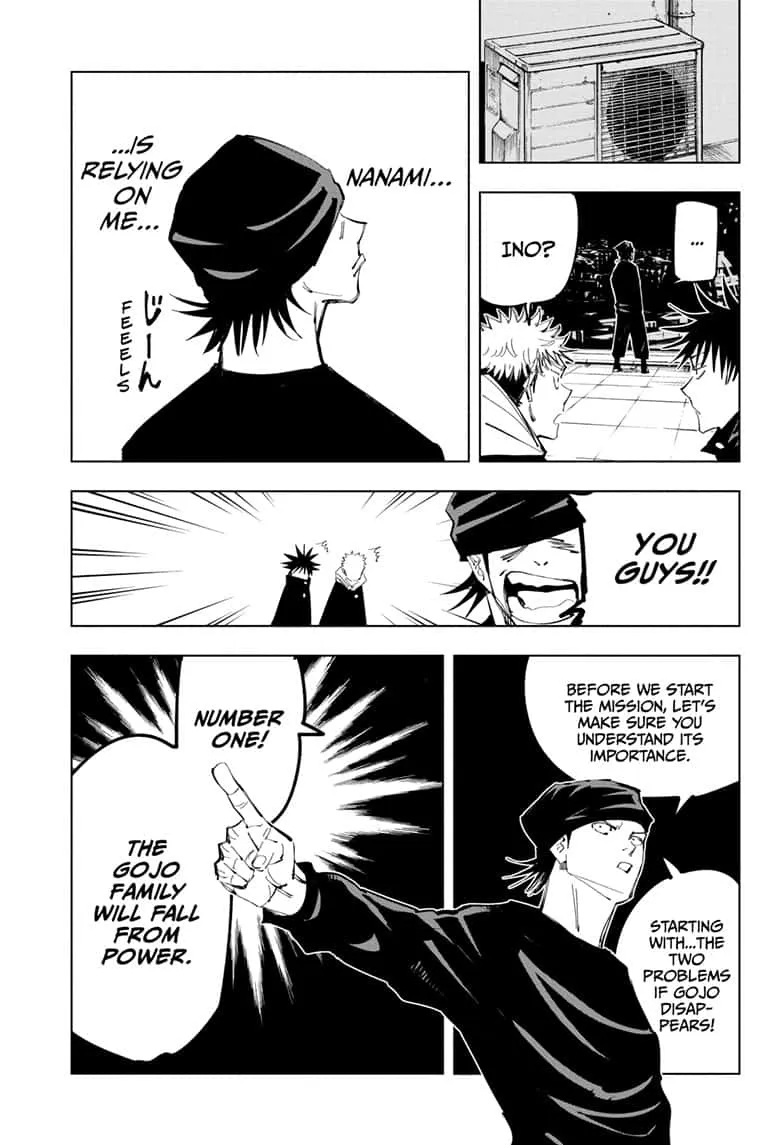 ...
INO?
NANAMI...
...IS
RELYING
ON
ME...
じーん
FEEELS
YOU
GUYS!!
BEFORE WE START
THE MISSION, LET'S
MAKE SURE YOU
UNDERSTAND ITS
IMPORTANCE.
STARTING
WITH...THE
TWO
PROBLEMS
IF GOJO
DISAP-
PEARS!
NUMBER
ONE!
THE
GOJO
FAMILY
WILL FALL
FROM
POWER.